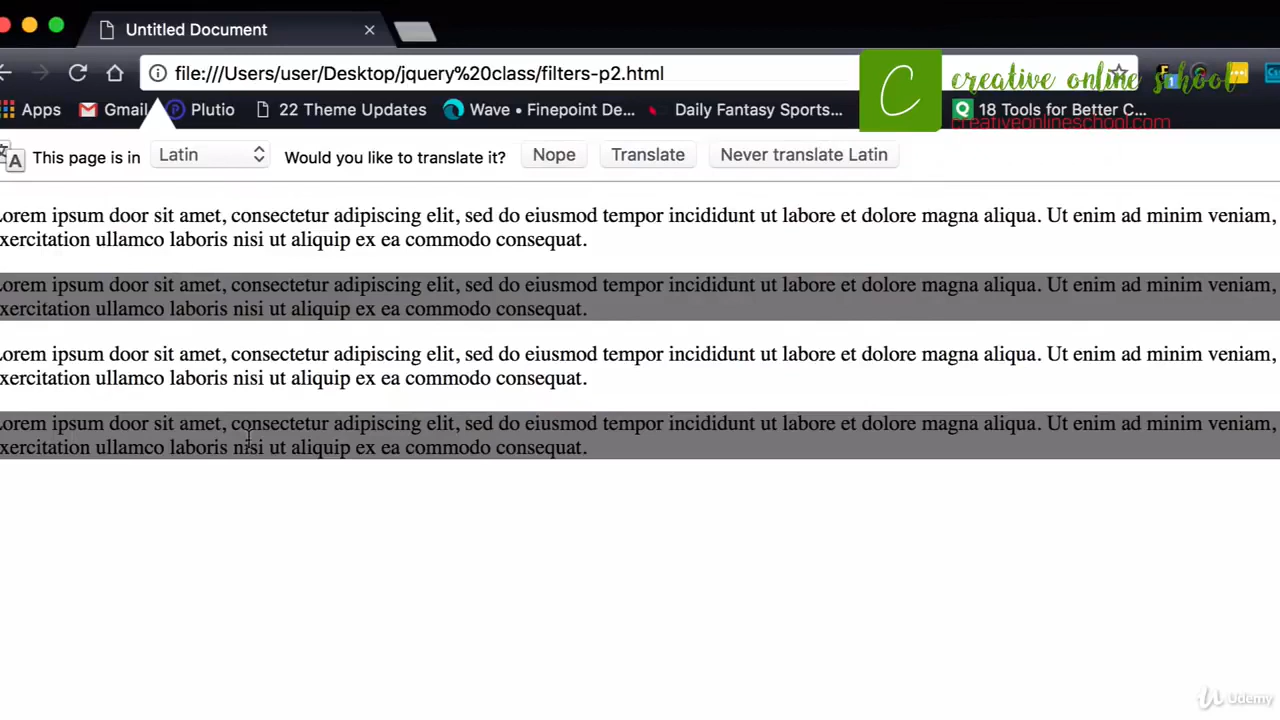 Untitled Document
file:///Users/user/Desktop/jquery%20class/filters-p2.html
C creative online school
Apps Gmail Plutio 22 Theme Updates Wave • Finepoint De... Daily Fantasy Sports... 18 Tools for Better C...
creativeonlineschool.com
This page is in Latin Would you like to translate it? Nope Translate Never translate Latin
orem ipsum door sit amet, consectetur adipiscing elit, sed do eiusmod tempor incididunt ut labore et dolore magna aliqua. Ut enim ad minim veniam,
xercitation ullamco laboris nisi ut aliquip ex ea commodo consequat.
orem ipsum door sit amet, consectetur adipiscing elit, sed do eiusmod tempor incididunt ut labore et dolore magna aliqua. Ut enim ad minim veniam,
xercitation ullamco laboris nisi ut aliquip ex ea commodo consequat.
orem ipsum door sit amet, consectetur adipiscing elit, sed do eiusmod tempor incididunt ut labore et dolore magna aliqua. Ut enim ad minim veniam,
xercitation ullamco laboris nisi ut aliquip ex ea commodo consequat.
orem ipsum door sit amet, consectetur adipiscing elit, sed do eiusmod tempor incididunt ut labore et dolore magna aliqua. Ut enim ad minim veniam,
xercitation ullamco laboris nisi ut aliquip ex ea commodo consequat.
Udemy